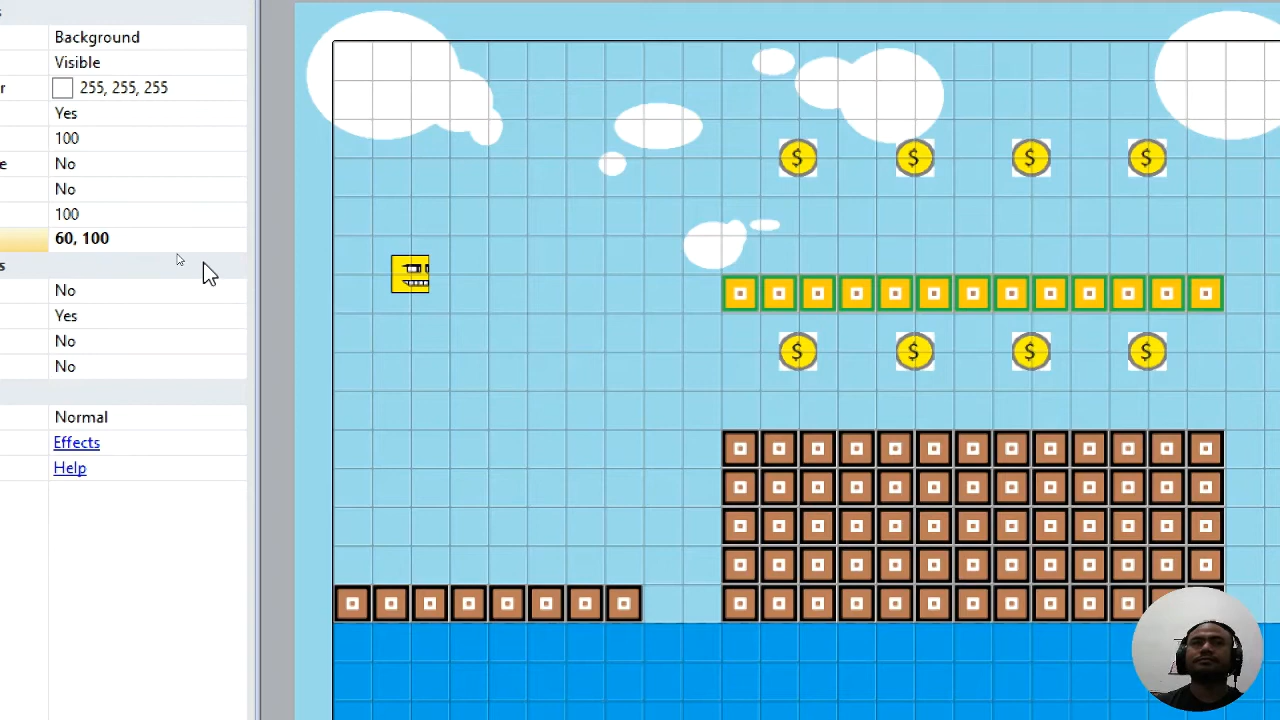 s
Background
Visible
r 255, 255, 255
Yes
100
e No
No
100
60, 100
s
No
Yes
No
No
Normal
Effects
Help
$ $ $ $
$ $ $ $